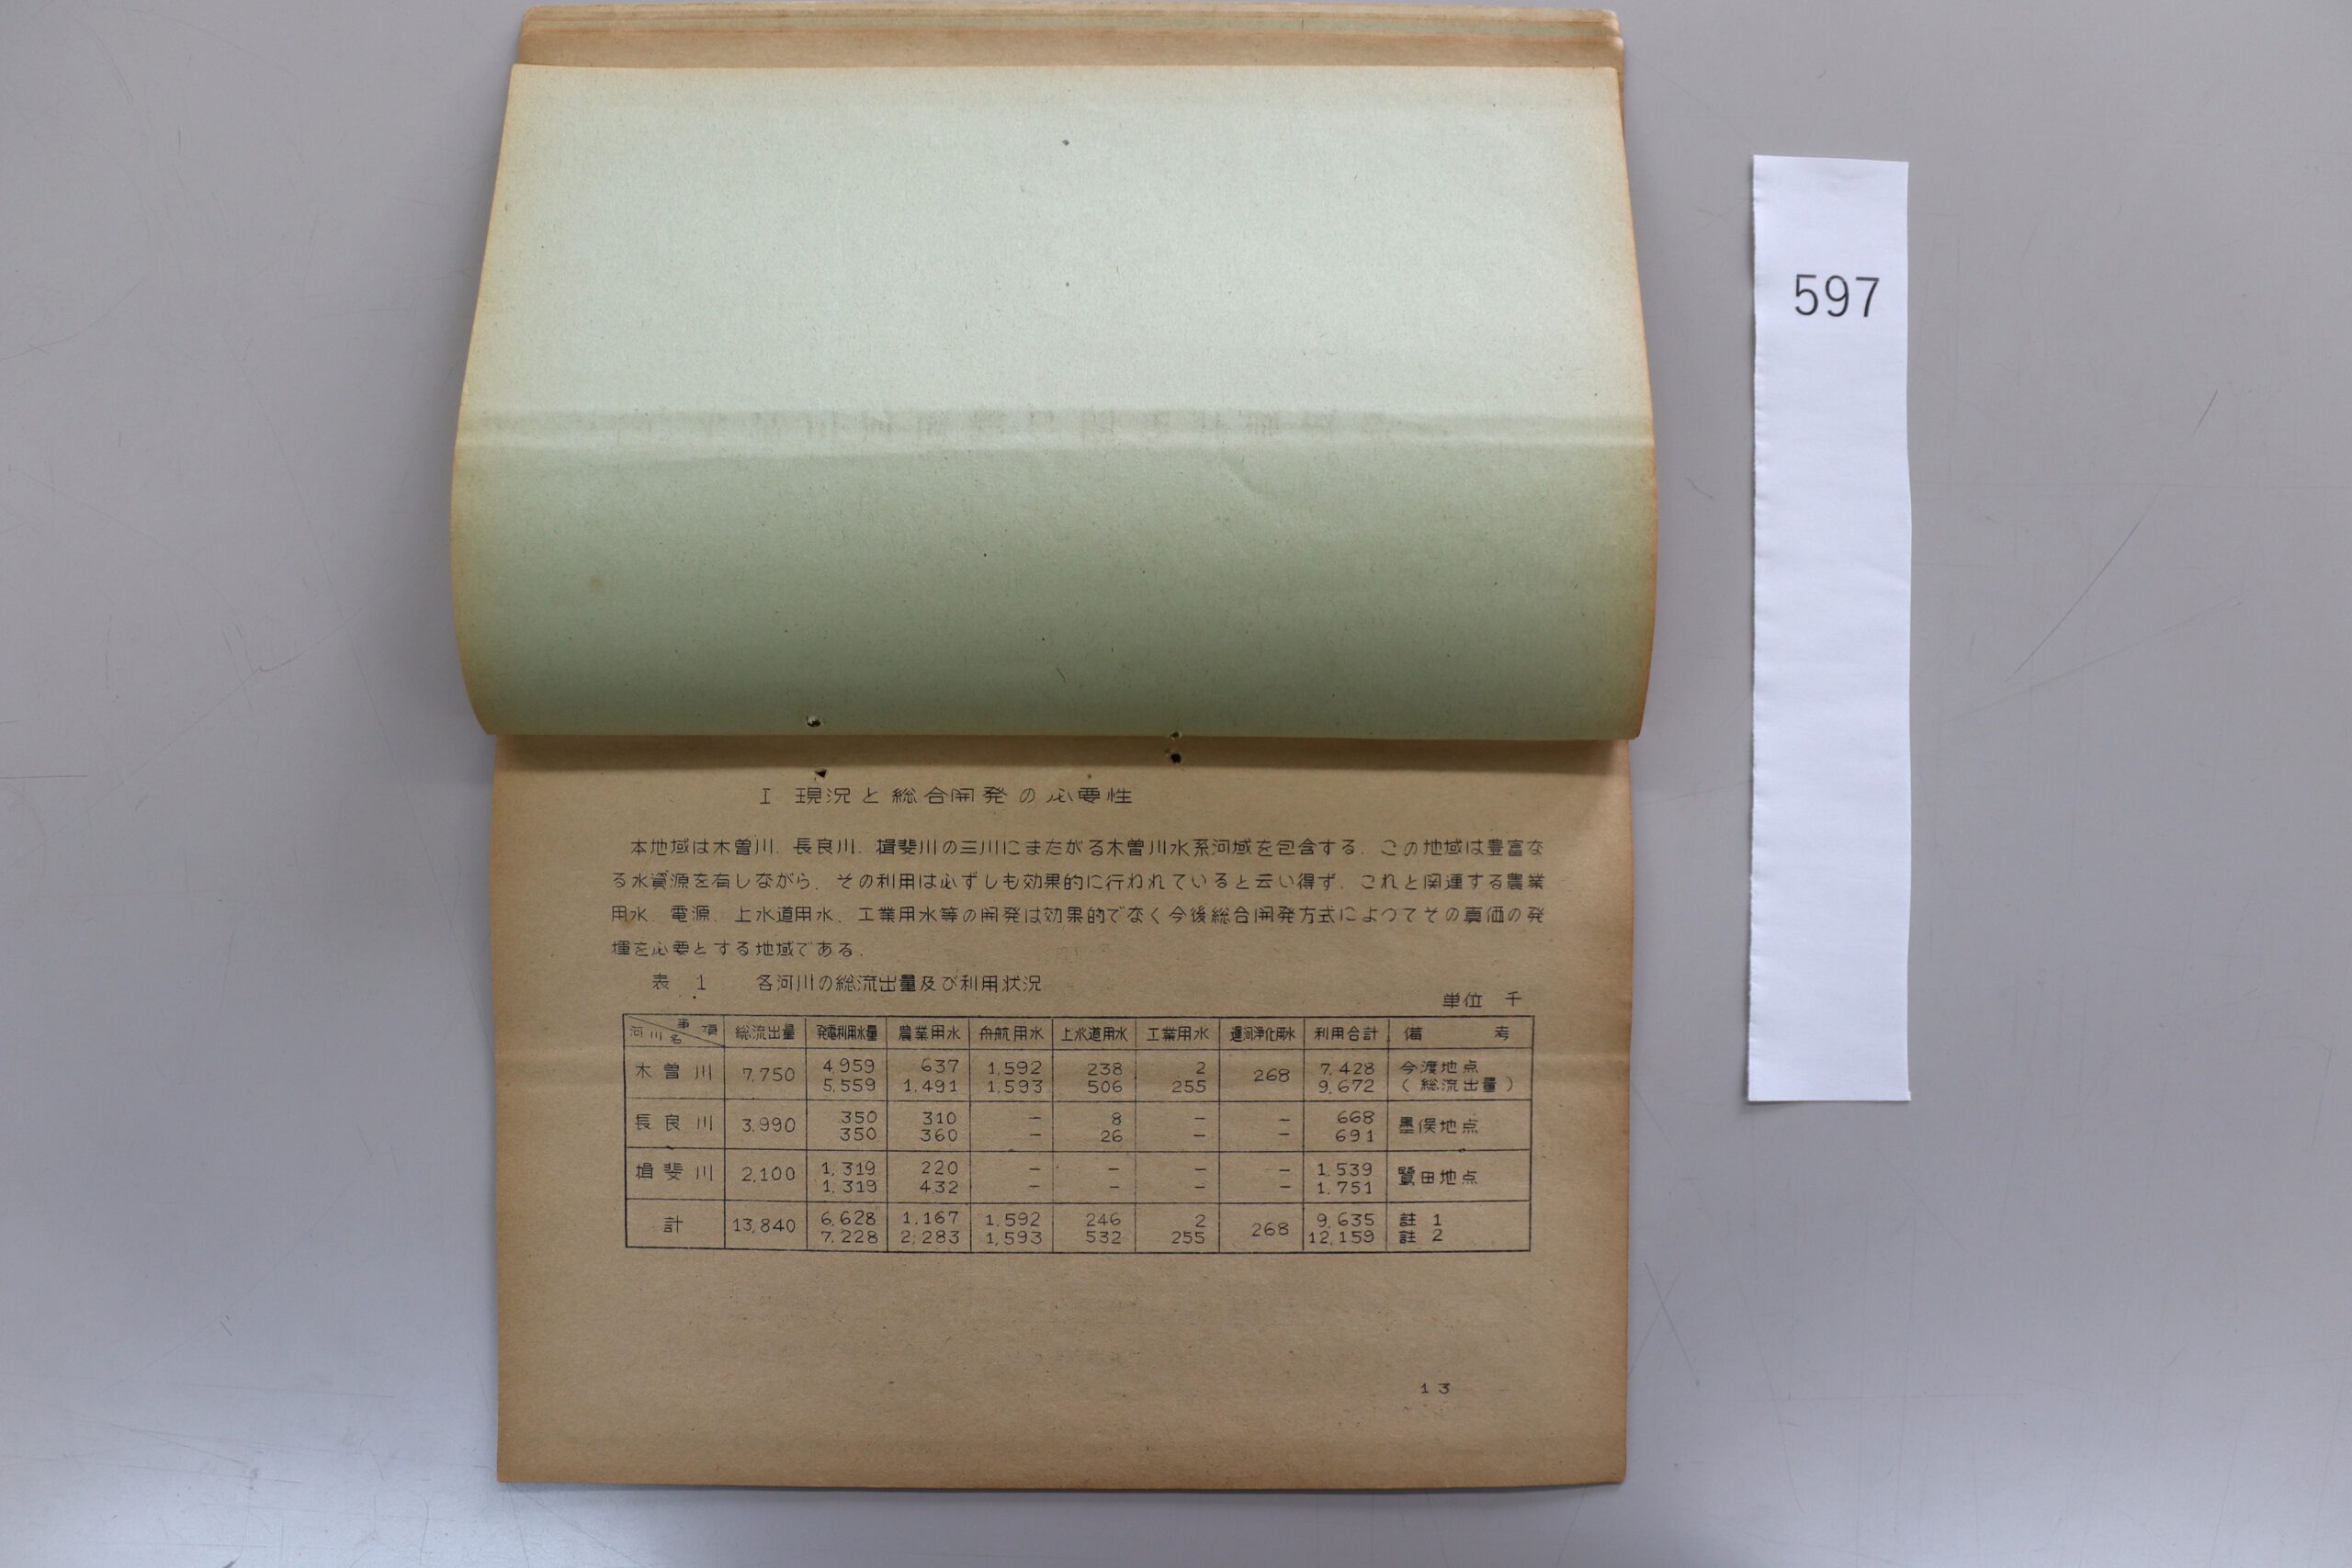 I 現況と総合開発の必要性
本地域は木曽川、長良川、揖斐川の三川にまたがる木曽川水系河域を包含する。この地域は豊富な
る水資源を有しながら、その利用は必ずしも効果的に行われていると云い得ず、これと関連する農業
用水、電源、上水道用水、工業用水等の開発は効果的でなく今後総合開発方式によつてその真価の発
揮を必要とする地域である。
表 1 各河川の総流出量及び利用状況
単位 千
河川名 事項 総流出量 発電利用水量 農業用水 舟航用水 上水道用水 工業用水 運河浄化用水 利用合計 備考
木曽川 7,750 4,959 637 1,592 238 2 268 7,428 今渡地点
5,559 1,491 1,593 506 255 9,672 (総流出量)
長良川 3,990 350 310 − 8 − − 668 墨俣地点
350 360 − 26 − − 691
揖斐川 2,100 1,319 220 − − − − 1,539 鷺田地点
1,319 432 − − − − 1,751
計 13,840 6,628 1,167 1,592 246 2 268 9,635 註 1
7,228 2,283 1,593 532 255 12,159 註 2
13
597